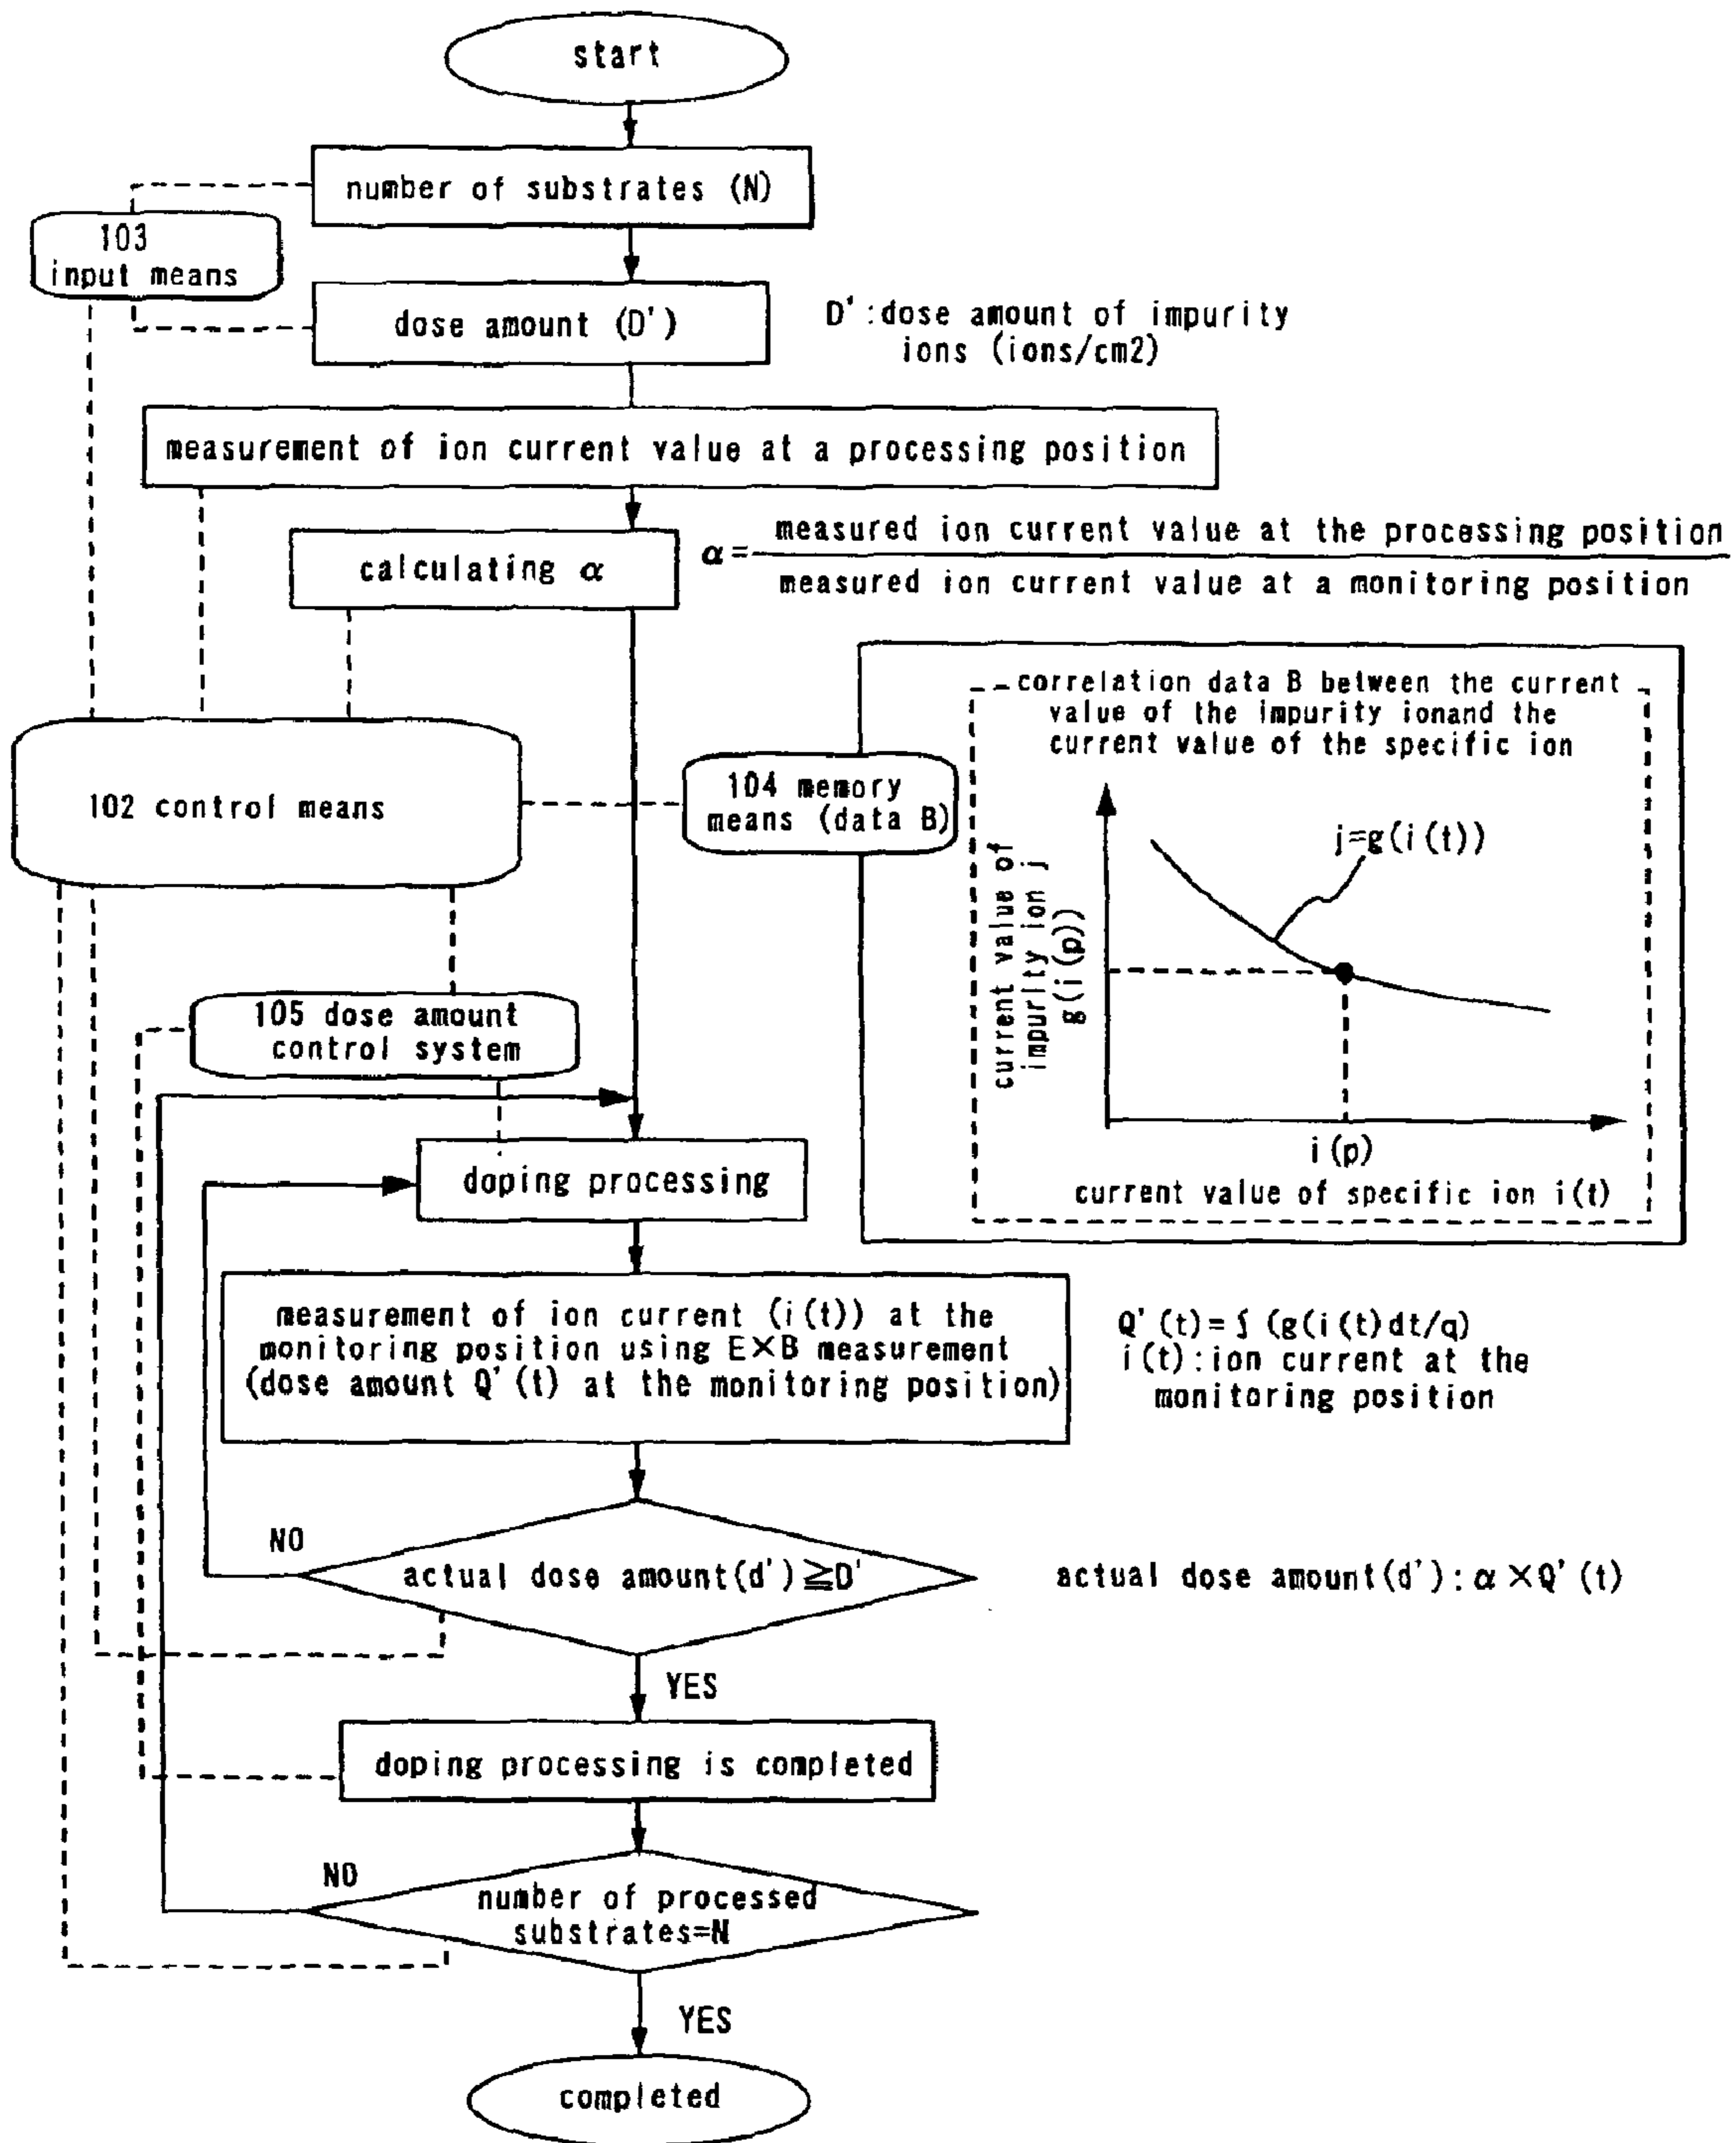 start
number of substrates (N)
103
input means
dose amount (D')
D':dose amount of impurity
ions (ions/cm2)
measurement of ion current value at a processing position
calculating α
α=
measured ion current value at the processing position
measured ion current value at a monitoring position
correlation data B between the current
value of the impurity ionand the
current value of the specific ion
102 control means
104 memory
means (data B)
j=g(i(t))
current value of
impurity ion j
g(i(p))
i(p)
current value of specific ion i(t)
105 dose amount
control system
doping processing
measurement of ion current (i(t)) at the
monitoring position using E×B measurement
(dose amount Q'(t) at the monitoring position)
Q'(t)=∫(g(i(t)dt/q)
i(t):ion current at the
monitoring position
NO
actual dose amount(d')≧D'
actual dose amount(d'):α×Q'(t)
YES
doping processing is completed
NO
number of processed
substrates=N
YES
completed